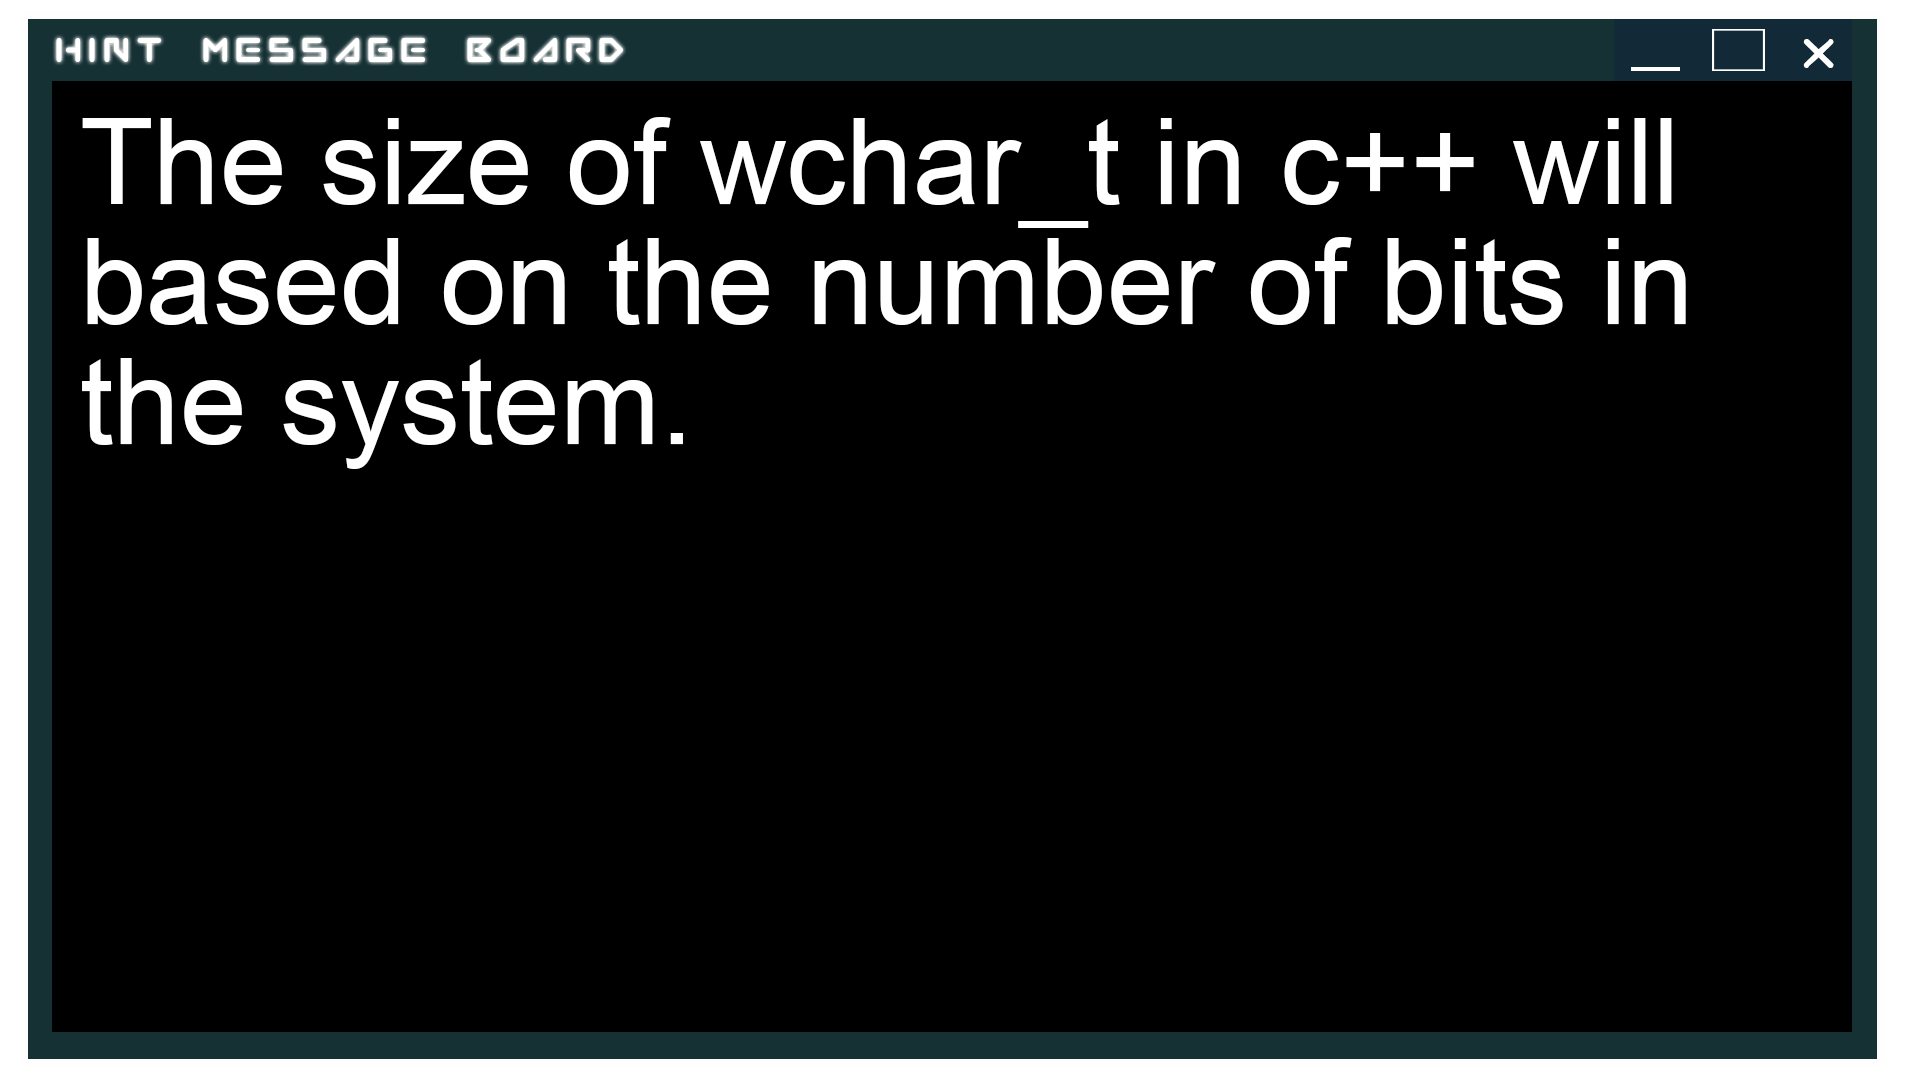 HINT MESSAGE BOARD
The size of wchar_t in c++ will
based on the number of bits in
the system.